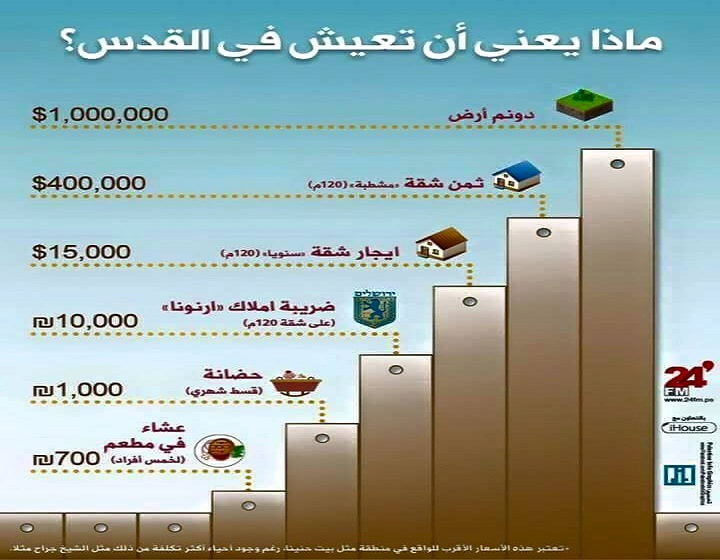 ماذا يعني أن تعيش في القدس؟
$1,000,000
دونم أرض
$400,000
ثمن شقة «مشطبة» (120م)
$15,000
ايجار شقة «سنويا» (120م)
₪10,000
ضريبة املاك «ارنونا»
(على شقة 120م)
₪1,000
حضانة
(قسط شهري)
₪700
عشاء
في مطعم
(لخمس أفراد)
24
FM
www.24fm.ps
بالتعاون مع
iHouse
- تعتبر هذه الأسعار الأقرب للواقع في منطقة مثل بيت حنينا، رغم وجود أحياء أكثر تكلفة من ذلك مثل الشيخ جراح مثلا.